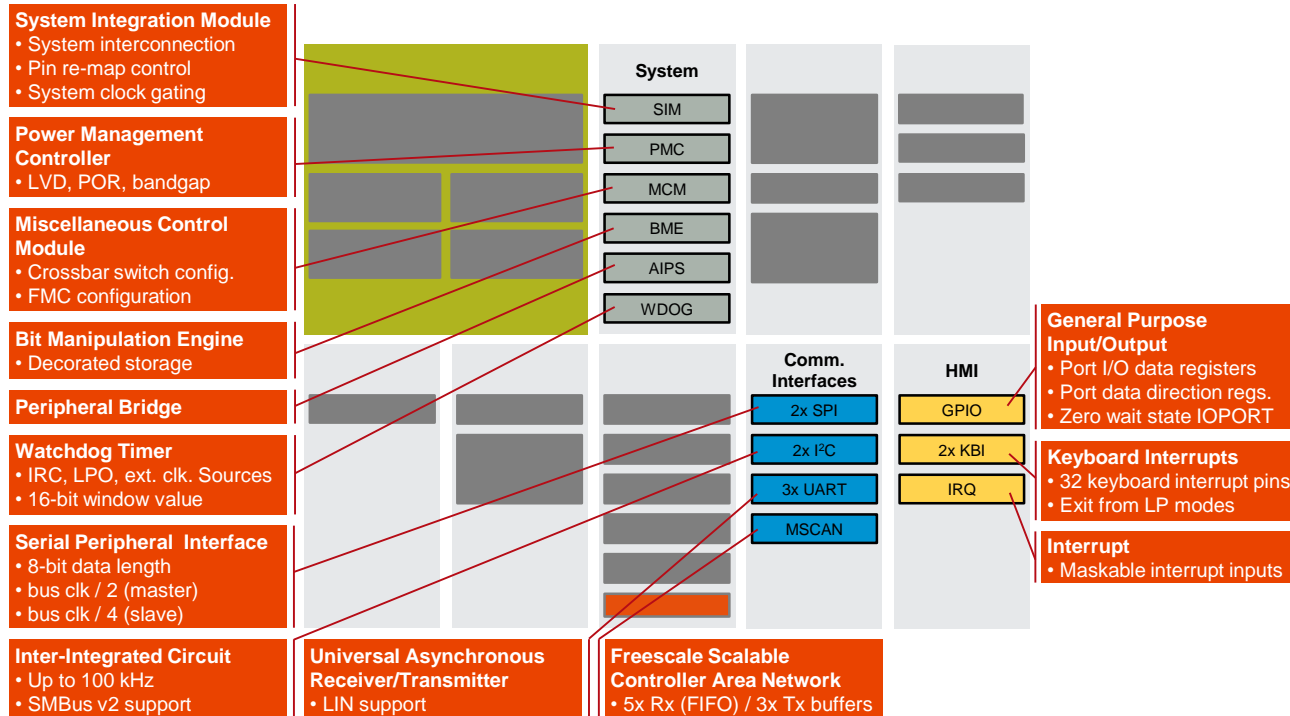 System Integration Module
• System interconnection
• Pin re-map control
• System clock gating
Power Management
Controller
• LVD, POR, bandgap
Miscellaneous Control
Module
• Crossbar switch config.
• FMC configuration
Bit Manipulation Engine
• Decorated storage
Peripheral Bridge
Watchdog Timer
• IRC, LPO, ext. clk. Sources
• 16-bit window value
Serial Peripheral Interface
• 8-bit data length
• bus clk / 2 (master)
• bus clk / 4 (slave)
Inter-Integrated Circuit
• Up to 100 kHz
• SMBus v2 support
System
SIM
PMC
MCM
BME
AIPS
WDOG
Comm.
Interfaces
2x SPI
2x I²C
3x UART
MSCAN
HMI
GPIO
2x KBI
IRQ
General Purpose
Input/Output
• Port I/O data registers
• Port data direction regs.
• Zero wait state IOPORT
Keyboard Interrupts
• 32 keyboard interrupt pins
• Exit from LP modes
Interrupt
• Maskable interrupt inputs
Universal Asynchronous
Receiver/Transmitter
• LIN support
Freescale Scalable
Controller Area Network
• 5x Rx (FIFO) / 3x Tx buffers